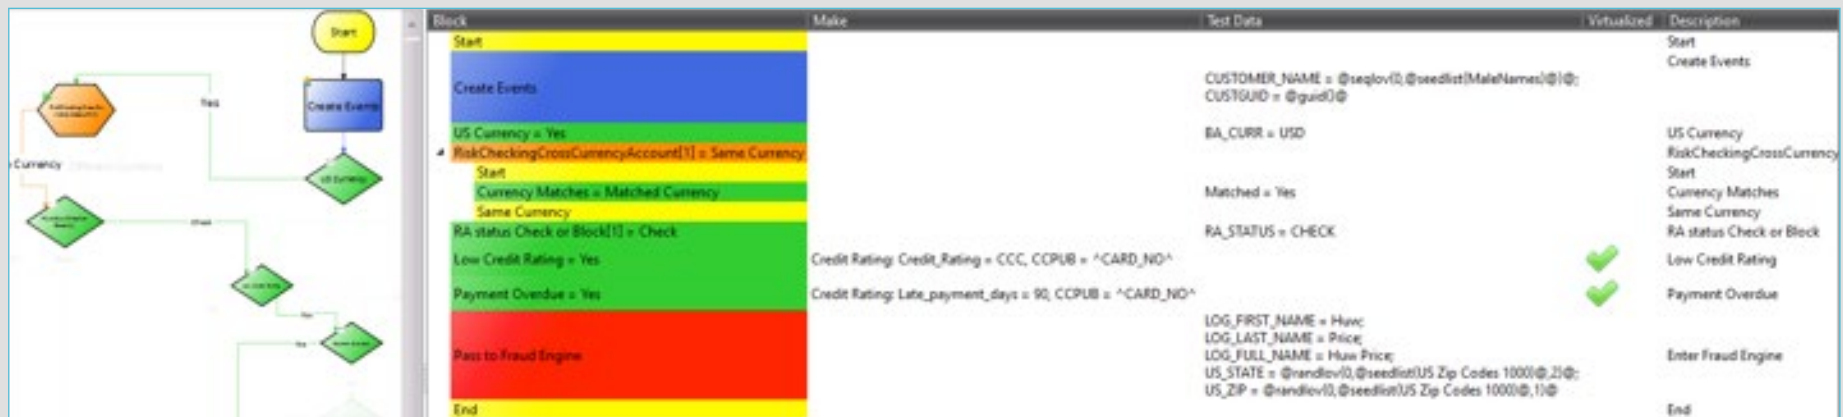 Start
Create Events
Yes
US Currency
Currency
Check
Block Make Test Data Virtualized Description
Start Start
Create Events
Create Events CUSTOMER_NAME = @seqlov(0,@seedlist(MaleNames)@)@;
CUSTGUID = @guid()@
US Currency = Yes BA_CURR = USD US Currency
RiskCheckingCrossCurrencyAccount[1] = Same Currency RiskCheckingCrossCurrency
Start Start
Currency Matches = Matched Currency Matched = Yes Currency Matches
Same Currency Same Currency
RA status Check or Block[1] = Check RA_STATUS = CHECK RA status Check or Block
Low Credit Rating = Yes Credit Rating: Credit_Rating = CCC, CCPUB = ^CARD_NO^ Low Credit Rating
Payment Overdue = Yes Credit Rating: Late_payment_days = 90, CCPUB = ^CARD_NO^ Payment Overdue
LOG_FIRST_NAME = Huw;
LOG_LAST_NAME = Price;
Pass to Fraud Engine LOG_FULL_NAME = Huw Price; Enter Fraud Engine
US_STATE = @randlov(0,@seedlist(US Zip Codes 1000)@,2)@;
US_ZIP = @randlov(0,@seedlist(US Zip Codes 1000)@,1)@
End End